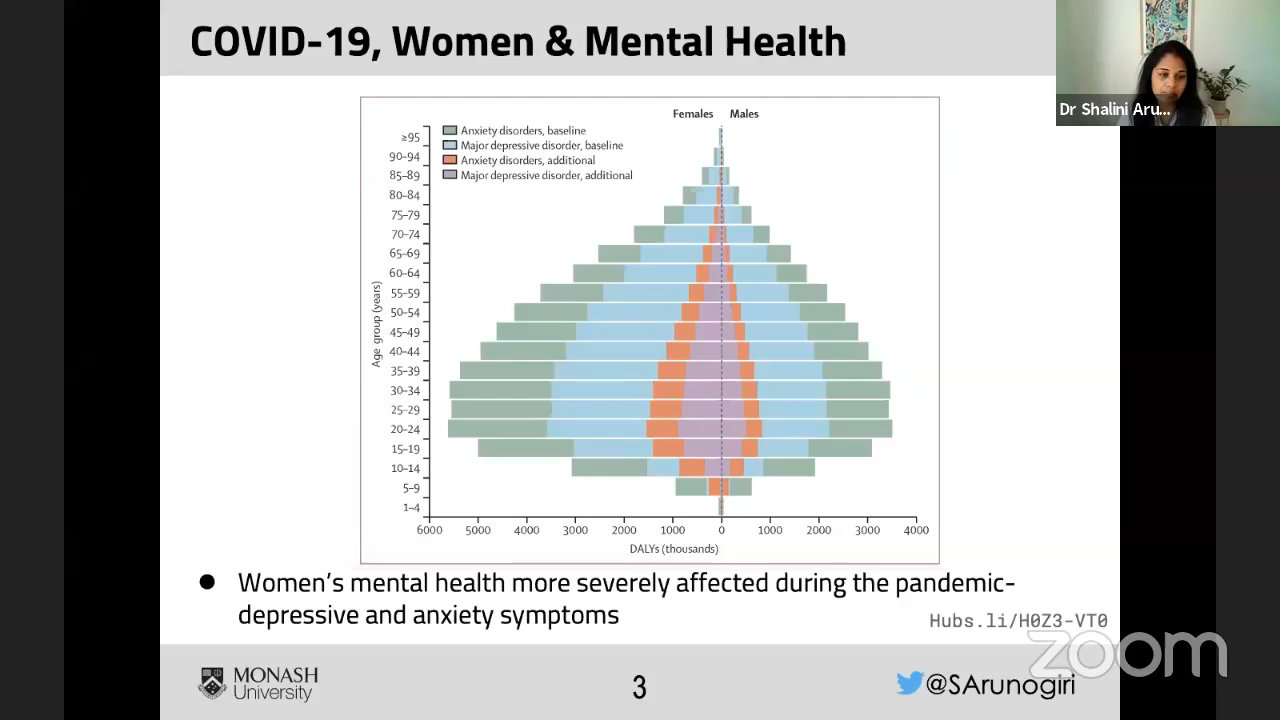 COVID-19, Women & Mental Health
Dr Shalini Aru...
Females Males
Anxiety disorders, baseline
Major depressive disorder, baseline
Anxiety disorders, additional
Major depressive disorder, additional
Age group (years)
≥95
90–94
85–89
80–84
75–79
70–74
65–69
60–64
55–59
50–54
45–49
40–44
35–39
30–34
25–29
20–24
15–19
10–14
5–9
1–4
6000 5000 4000 3000 2000 1000 0 1000 2000 3000 4000
DALYs (thousands)
● Women's mental health more severely affected during the pandemic-
depressive and anxiety symptoms
Hubs.li/H0Z3-VT0
zoom
MONASH
University
3
@SArunogiri